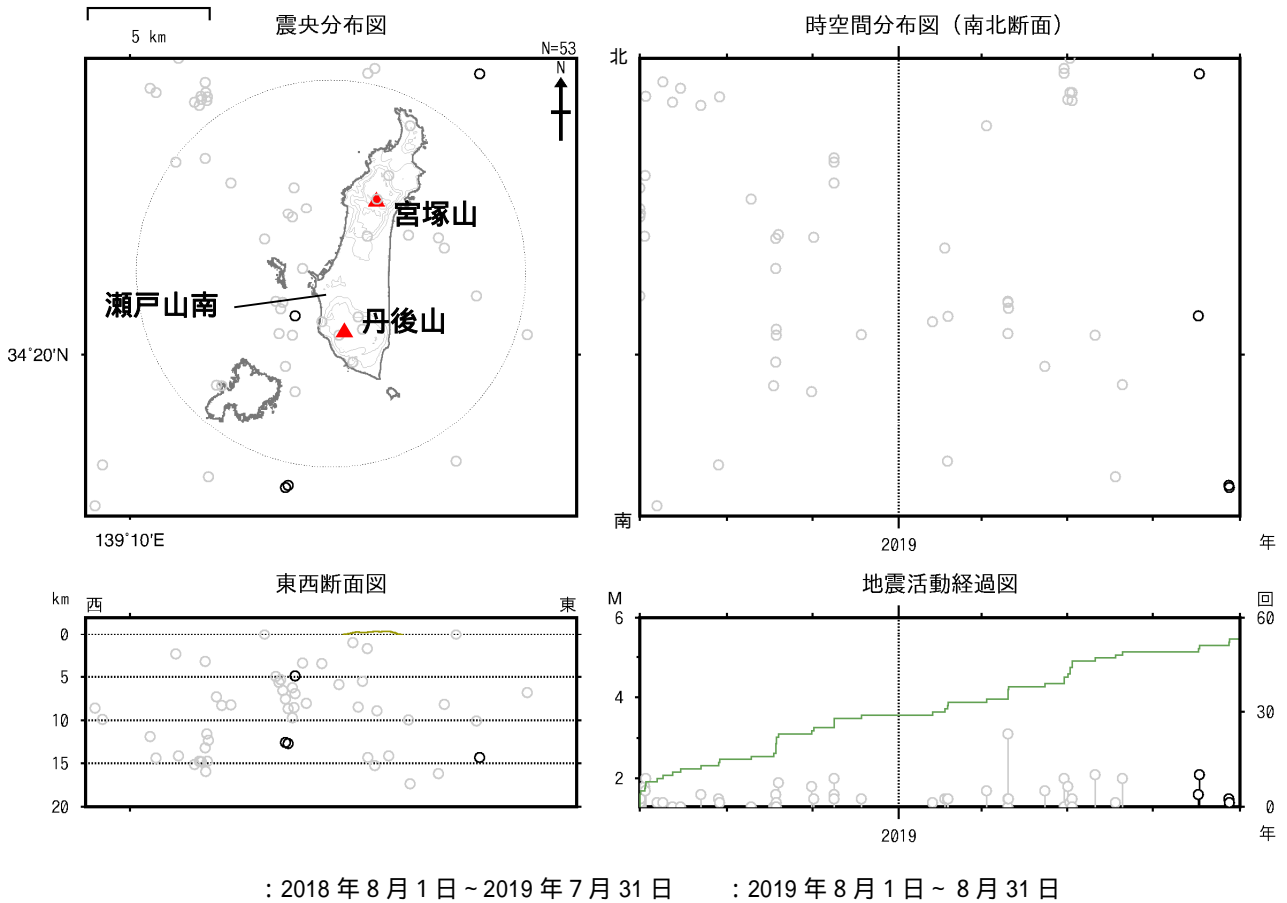 震央分布図
5 km
N=53
N
宮塚山
瀬戸山南
丹後山
34°20'N
139°10'E
時空間分布図（南北断面）
北
南
2019
年
東西断面図
km
西
東
0
5
10
15
20
地震活動経過図
M
回
6
4
2
60
30
0
2019
年
：2018 年 8 月 1 日～2019 年 7 月 31 日
：2019 年 8 月 1 日～ 8 月 31 日